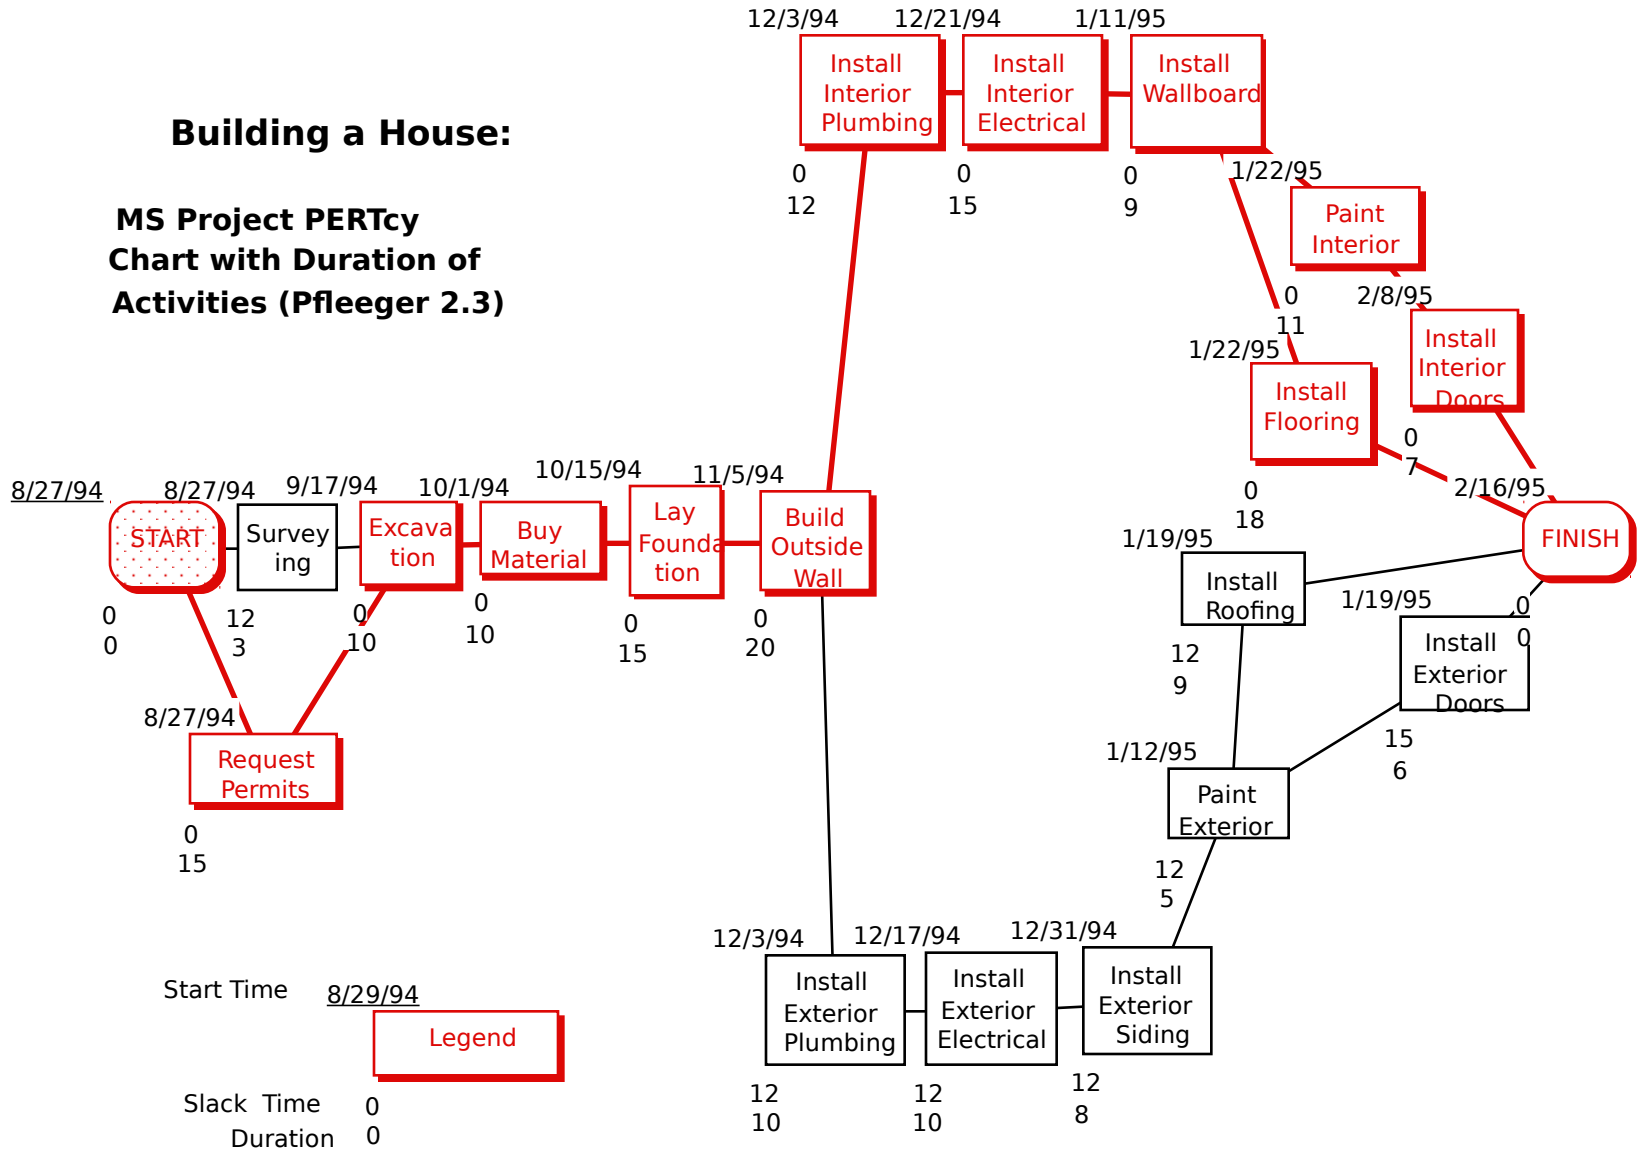 Building a House:
MS Project PERTcy
Chart with Duration of
Activities (Pfleeger 2.3)
8/27/94
START
0
0
8/27/94
Survey
ing
12
3
8/27/94
Request
Permits
0
15
9/17/94
Excava
tion
0
10
10/1/94
Buy
Material
0
10
10/15/94
Lay
Founda
tion
0
15
11/5/94
Build
Outside
Wall
0
20
12/3/94
Install
Interior
Plumbing
0
12
12/21/94
Install
Interior
Electrical
0
15
1/11/95
Install
Wallboard
0
9
1/22/95
Paint
Interior
0
11
2/8/95
Install
Interior
Doors
0
7
1/22/95
Install
Flooring
0
18
2/16/95
FINISH
0
0
1/19/95
Install
Roofing
12
9
1/19/95
Install
Exterior
Doors
15
6
1/12/95
Paint
Exterior
12
5
12/3/94
Install
Exterior
Plumbing
12
10
12/17/94
Install
Exterior
Electrical
12
10
12/31/94
Install
Exterior
Siding
12
8
Start Time
8/29/94
Legend
Slack Time
0
Duration
0